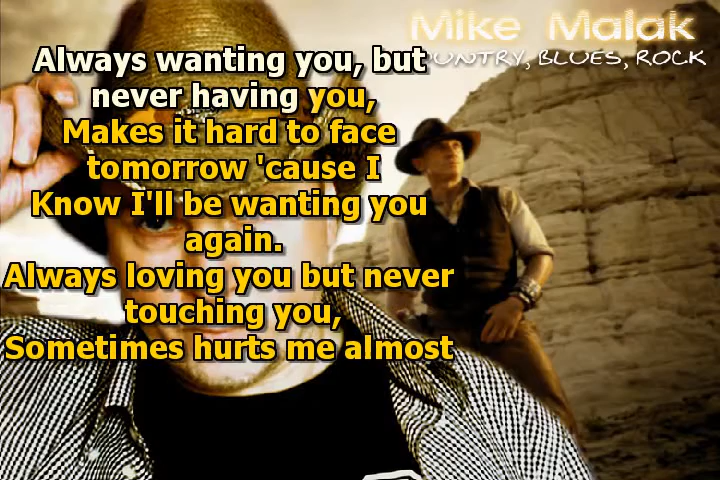 Mike Malak
COUNTRY, BLUES, ROCK
Always wanting you, but
never having you,
Makes it hard to face
tomorrow 'cause I
Know I'll be wanting you
again.
Always loving you but never
touching you,
Sometimes hurts me almost